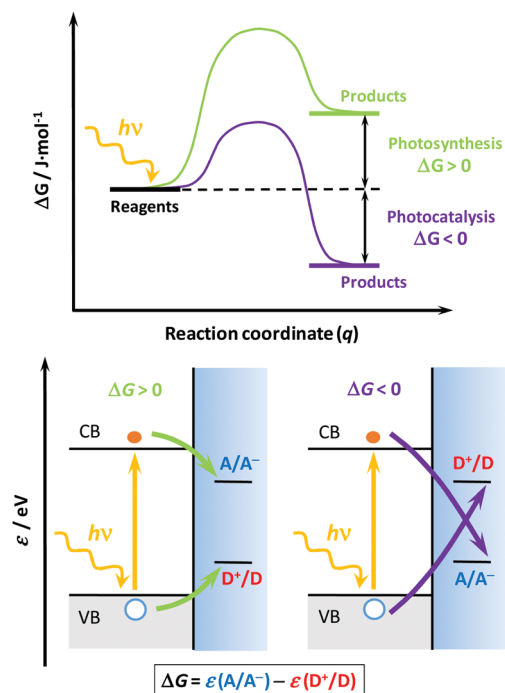 ΔG / J·mol⁻¹
hν
Reagents
Products
Photosynthesis
ΔG > 0
Photocatalysis
ΔG < 0
Products
Reaction coordinate (q)
ε / eV
ΔG > 0
CB
A/A⁻
hν
D⁺/D
VB
ΔG < 0
CB
D⁺/D
hν
A/A⁻
VB
ΔG = ε(A/A⁻) – ε(D⁺/D)